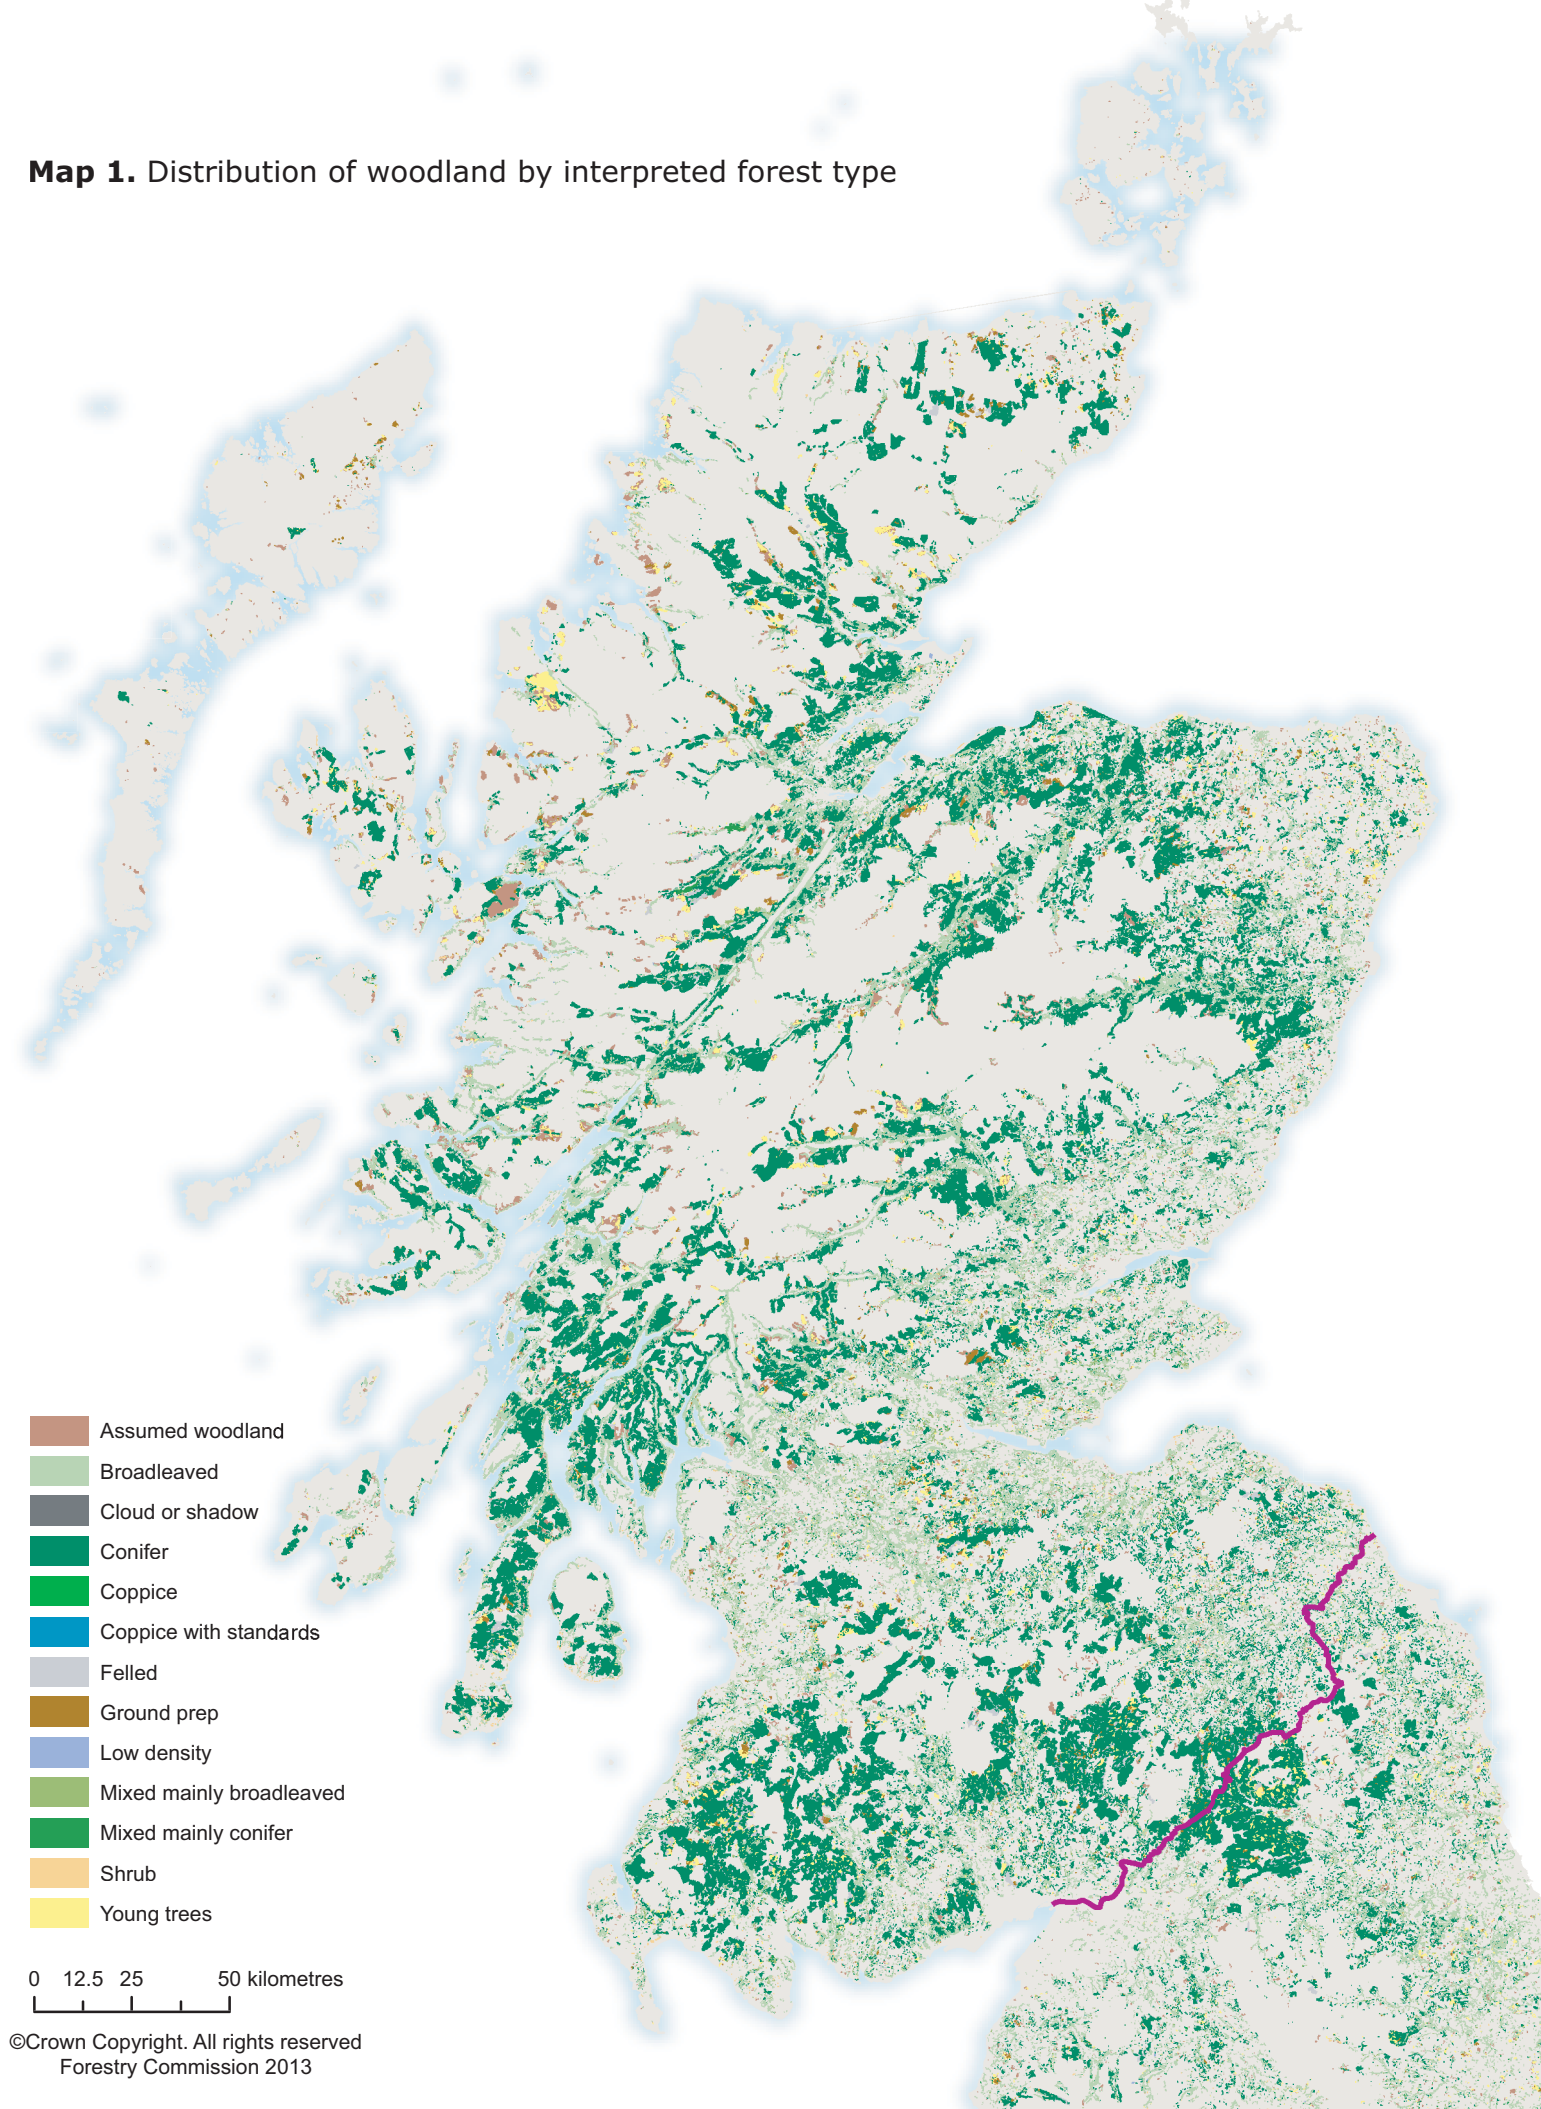 Map 1. Distribution of woodland by interpreted forest type
Assumed woodland
Broadleaved
Cloud or shadow
Conifer
Coppice
Coppice with standards
Felled
Ground prep
Low density
Mixed mainly broadleaved
Mixed mainly conifer
Shrub
Young trees
0 12.5 25 50 kilometres
©Crown Copyright. All rights reserved
Forestry Commission 2013